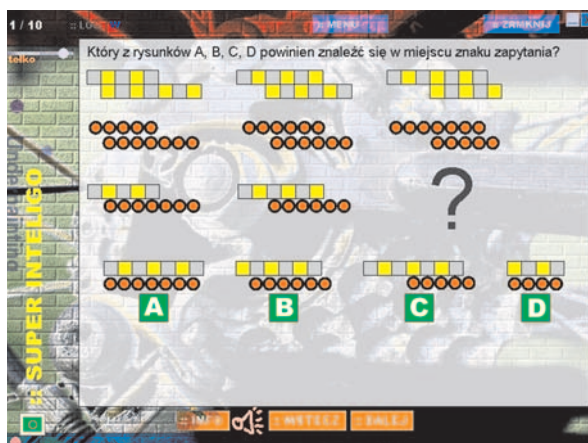 1 / 10
:: MENU
:: ZAMKNIJ
Który z rysunków A, B, C, D powinien znaleźć się w miejscu znaku zapytania?
?
A
B
C
D
:: SUPER INTELIGO